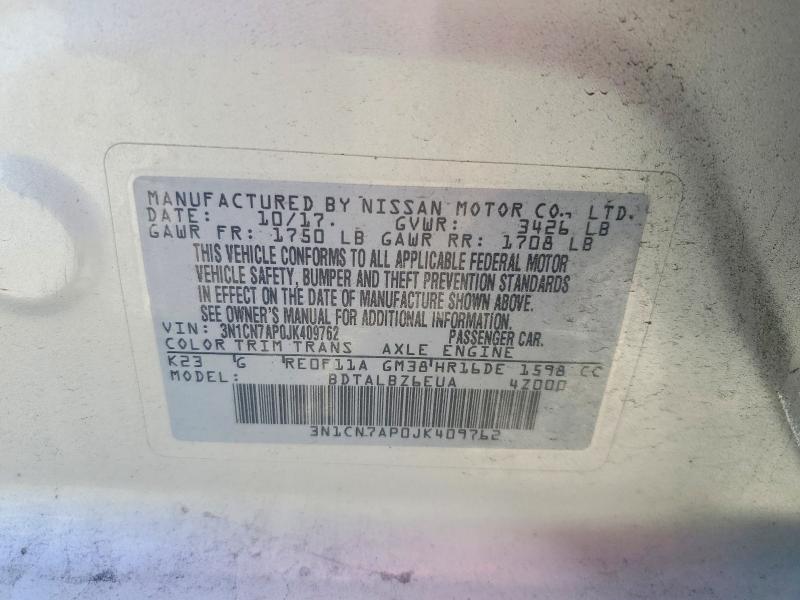 MANUFACTURED BY NISSAN MOTOR CO., LTD.
DATE: 10/17. GVWR: 3426 LB
GAWR FR: 1750 LB GAWR RR: 1708 LB
THIS VEHICLE CONFORMS TO ALL APPLICABLE FEDERAL MOTOR
VEHICLE SAFETY, BUMPER AND THEFT PREVENTION STANDARDS
IN EFFECT ON THE DATE OF MANUFACTURE SHOWN ABOVE.
SEE OWNER'S MANUAL FOR ADDITIONAL INFORMATION.
VIN: 3N1CN7AP0JK409762 PASSENGER CAR.
COLOR TRIM TRANS AXLE ENGINE
K23 G RE0F11A GM38 HR16DE 1598 CC
MODEL: BDTALBZ6EUA 4Z000
3N1CN7AP0JK409762